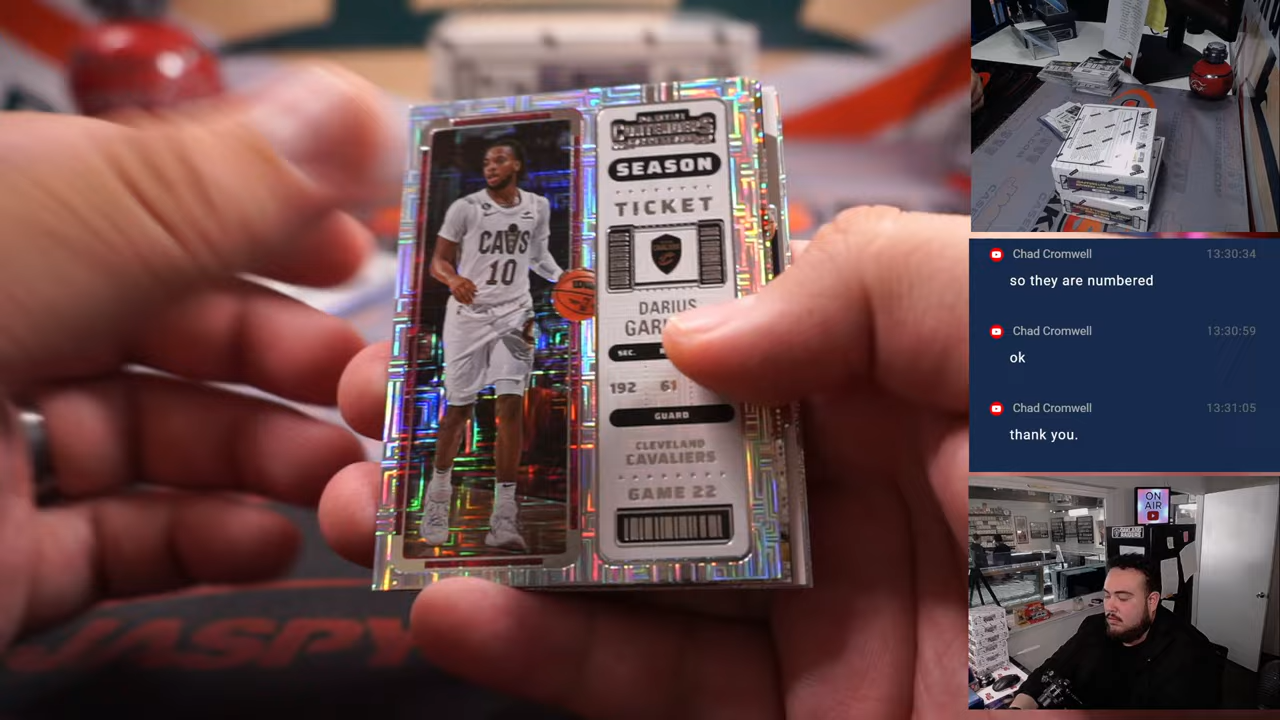 PANINI
CONTENDERS
SEASON
TICKET
DARIUS
SEC.
192 61
GUARD
CLEVELAND
CAVALIERS
GAME 22
CAVS
10
JASPY
Chad Cromwell 13:30:34
so they are numbered
Chad Cromwell 13:30:59
ok
Chad Cromwell 13:31:05
thank you.
ON
AIR